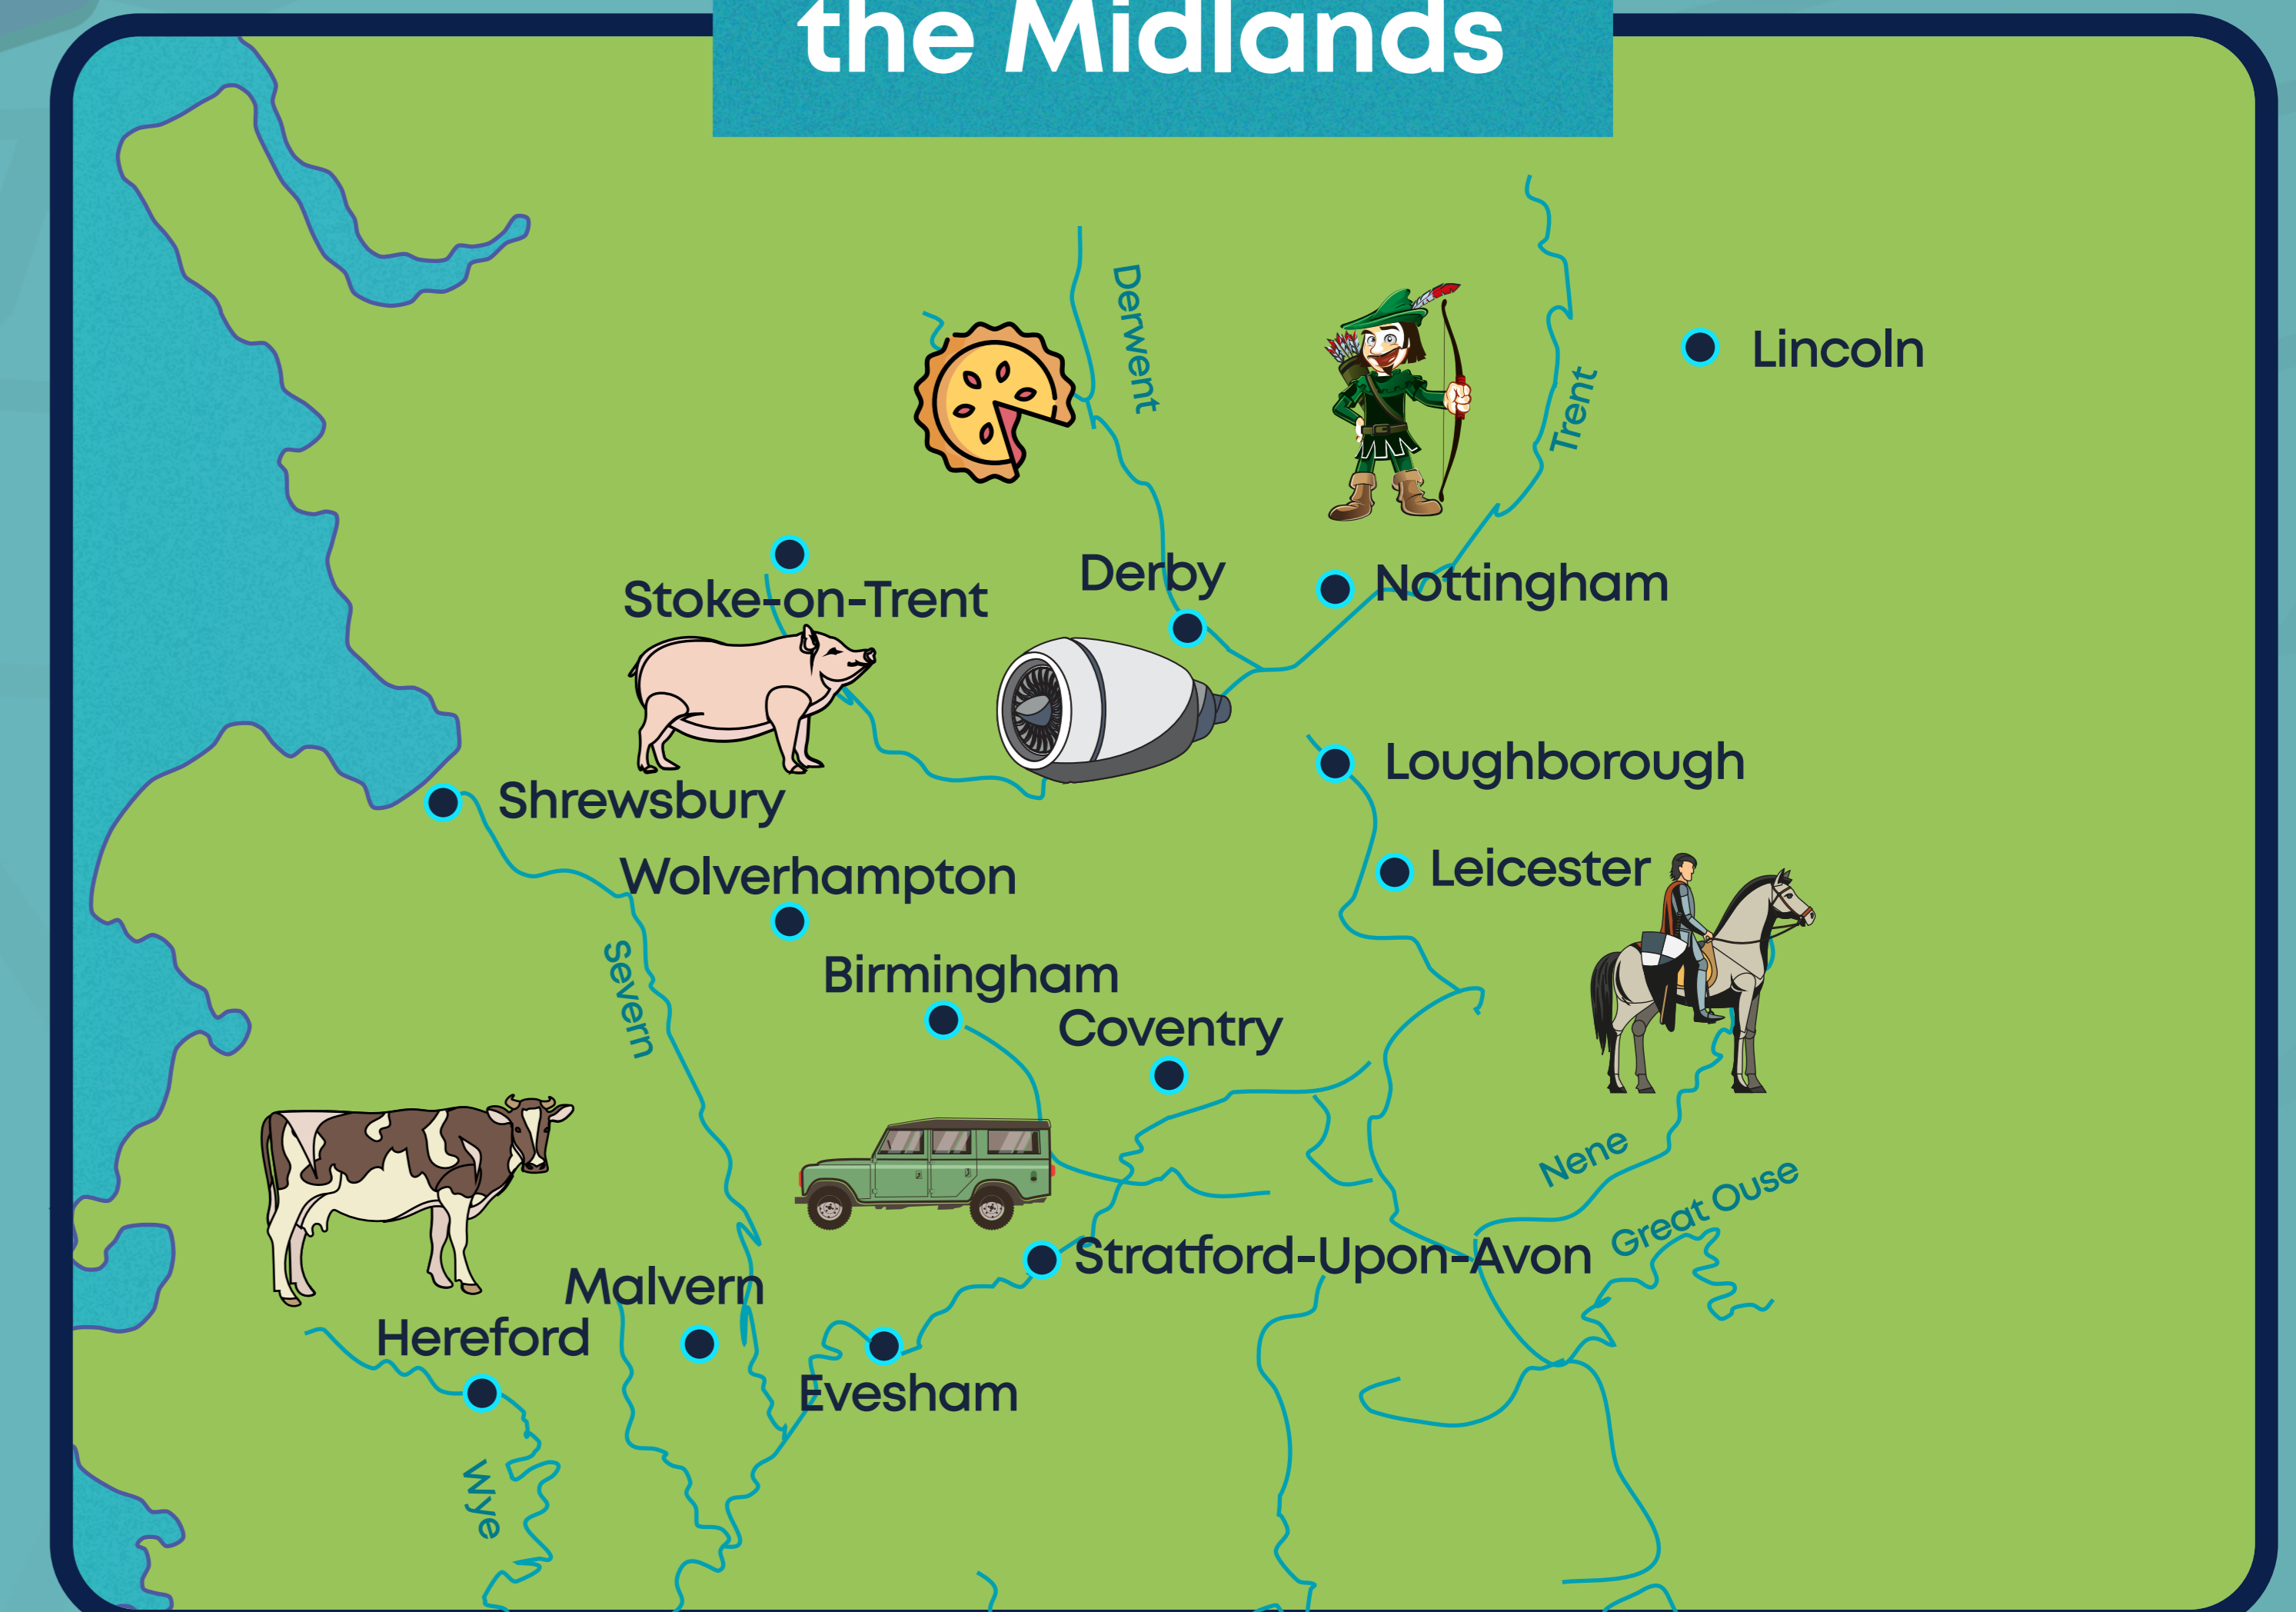 the Midlands
Derwent
Trent
Lincoln
Stoke-on-Trent
Derby
Nottingham
Loughborough
Shrewsbury
Wolverhampton
Leicester
Severn
Birmingham
Coventry
Nene
Great Ouse
Stratford-Upon-Avon
Malvern
Hereford
Evesham
Wye